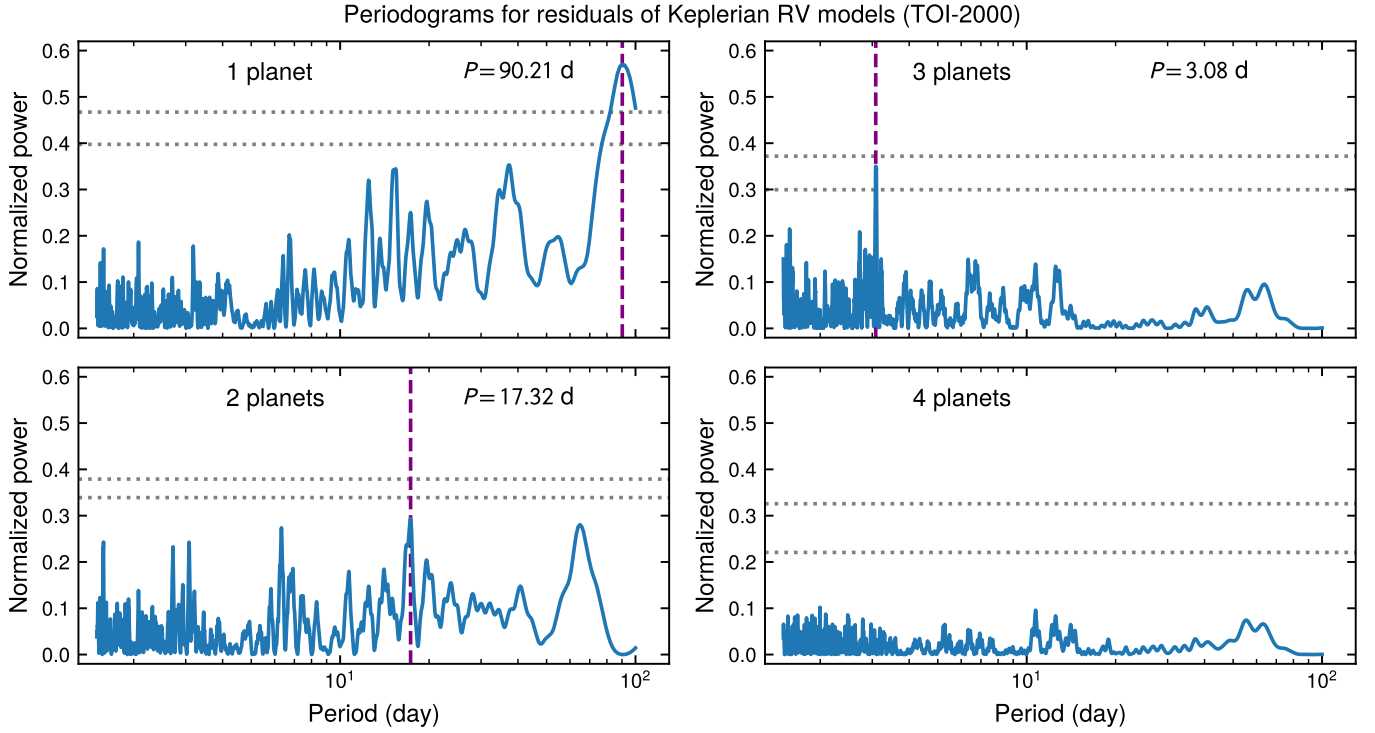 Periodograms for residuals of Keplerian RV models (TOI-2000)
1 planet P = 90.21 d
Normalized power
0.6
0.5
0.4
0.3
0.2
0.1
0.0
3 planets P = 3.08 d
Normalized power
0.6
0.5
0.4
0.3
0.2
0.1
0.0
2 planets P = 17.32 d
Normalized power
0.6
0.5
0.4
0.3
0.2
0.1
0.0
10¹ 10²
Period (day)
4 planets
Normalized power
0.6
0.5
0.4
0.3
0.2
0.1
0.0
10¹ 10²
Period (day)